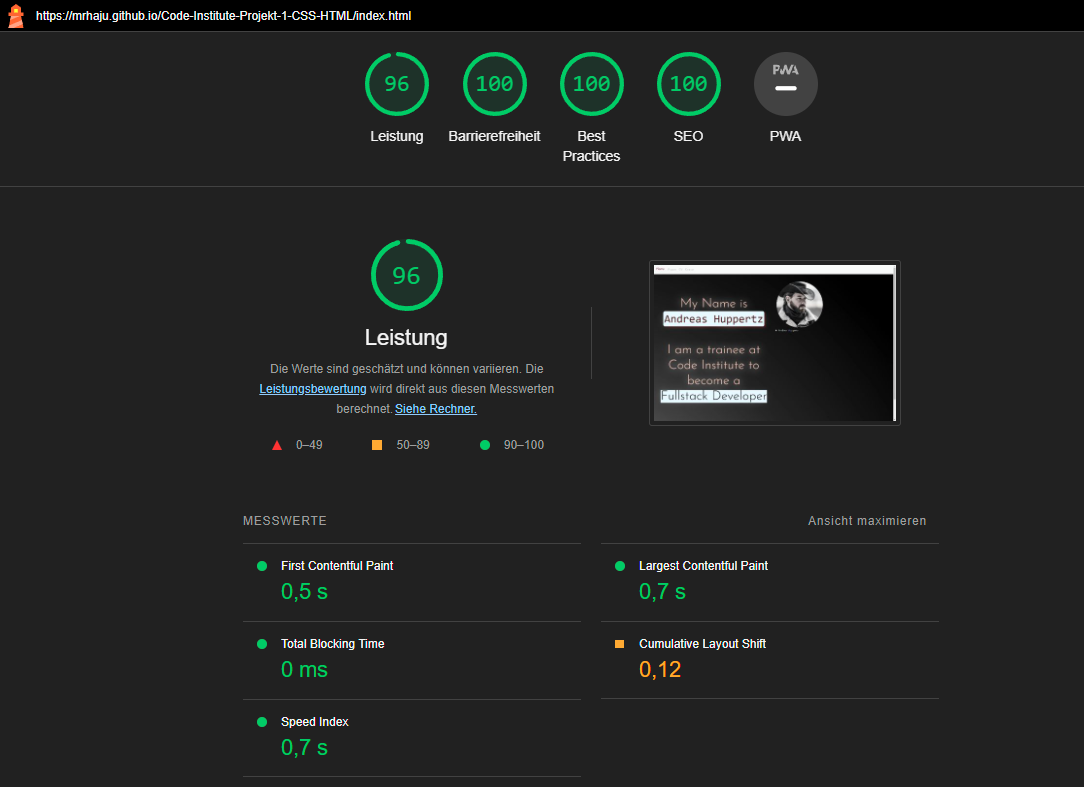 https://mrhaju.github.io/Code-Institute-Projekt-1-CSS-HTML/index.html
96
100
100
100
PWA
Leistung
Barrierefreiheit
Best
Practices
SEO
PWA
96
Leistung
Die Werte sind geschätzt und können variieren. Die
Leistungsbewertung wird direkt aus diesen Messwerten
berechnet. Siehe Rechner.
0–49
50–89
90–100
My Name is
Andreas Huppertz
I am a trainee at
Code Institute to
become a
Fullstack Developer
MESSWERTE
Ansicht maximieren
First Contentful Paint
0,5 s
Largest Contentful Paint
0,7 s
Total Blocking Time
0 ms
Cumulative Layout Shift
0,12
Speed Index
0,7 s